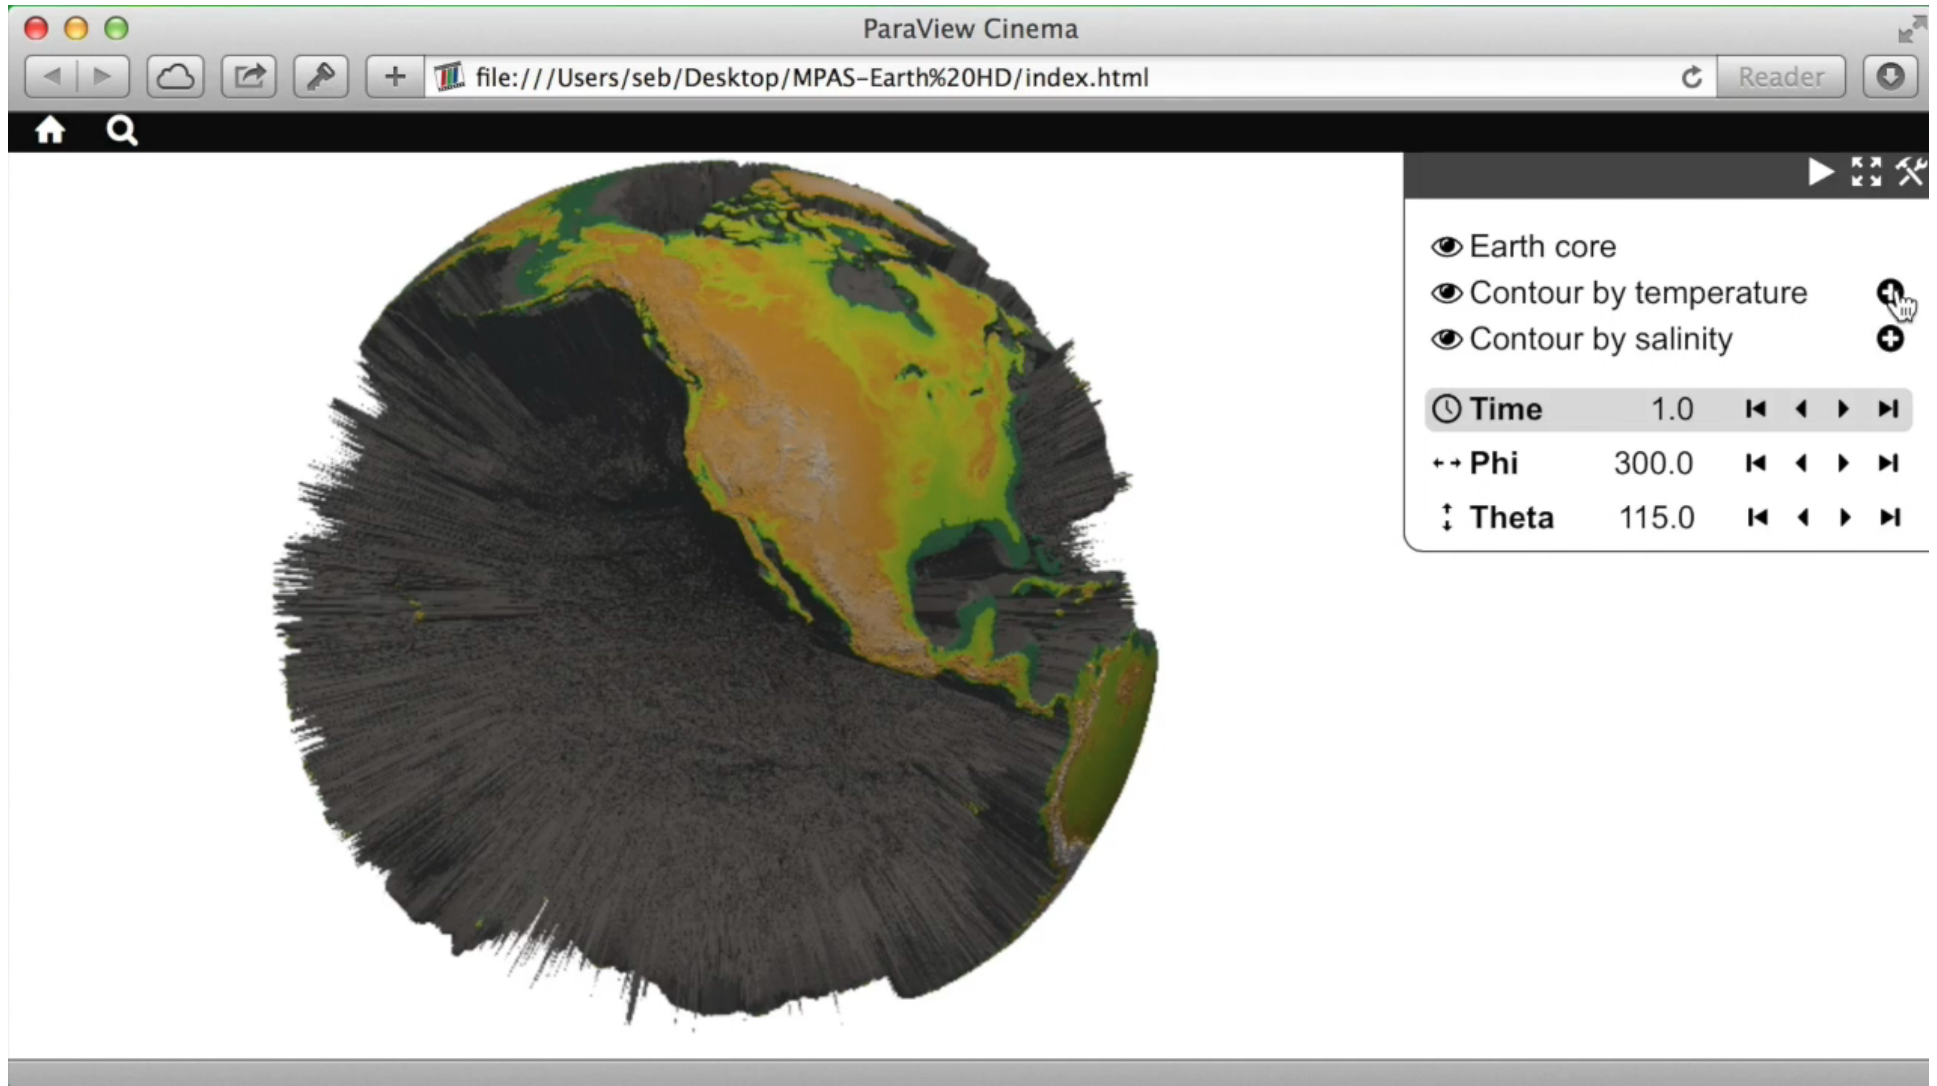 ParaView Cinema
file:///Users/seb/Desktop/MPAS-Earth%20HD/index.html
Reader
Earth core
Contour by temperature
Contour by salinity
Time 1.0
Phi 300.0
Theta 115.0